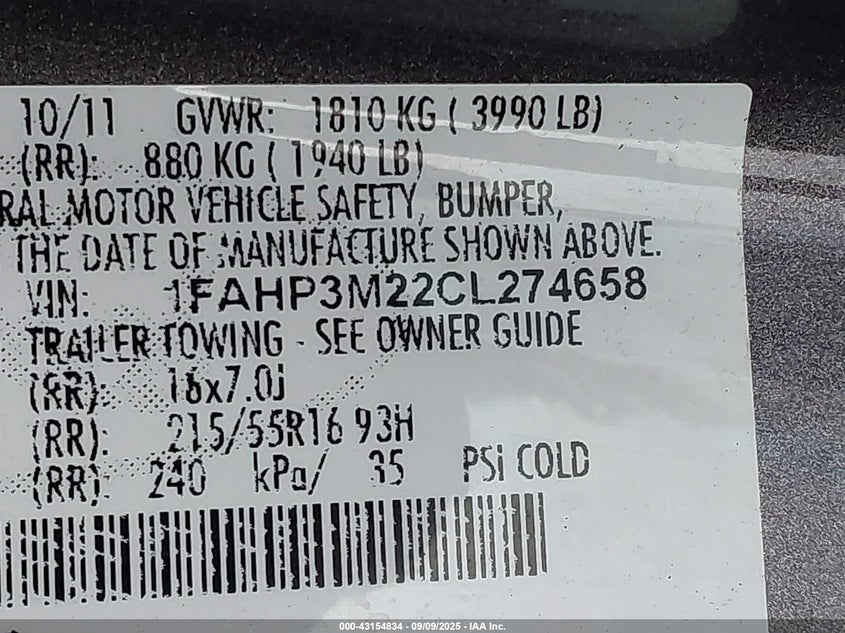 10/11 GVWR: 1810 KG ( 3990 LB)
(RR): 880 KG ( 1940 LB)
RAL MOTOR VEHICLE SAFETY, BUMPER,
THE DATE OF MANUFACTURE SHOWN ABOVE.
VIN: 1FAHP3M22CL274658
TRAILER TOWING - SEE OWNER GUIDE
(RR): 16x7.0j
(RR): 215/55R16 93H
(RR): 240 kPa/ 35 PSi COLD
000-43154834 - 09/09/2025 - IAA Inc.